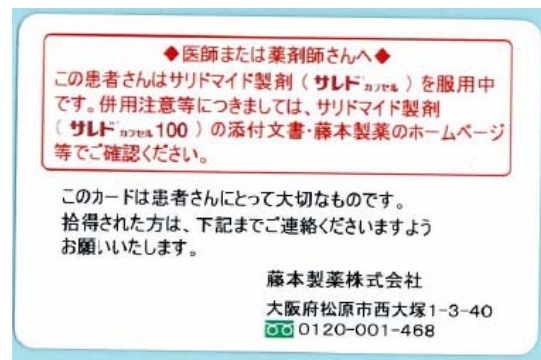 ◆医師または薬剤師さんへ◆
この患者さんはサリドマイド製剤（サレドカプセル）を服用中
です。併用注意等につきましては、サリドマイド製剤
（サレドカプセル100）の添付文書・藤本製薬のホームページ
等でご確認ください。
このカードは患者さんにとって大切なものです。
拾得された方は、下記までご連絡くださいますよう
お願いいたします。
藤本製薬株式会社
大阪府松原市西大塚1-3-40
0120-001-468